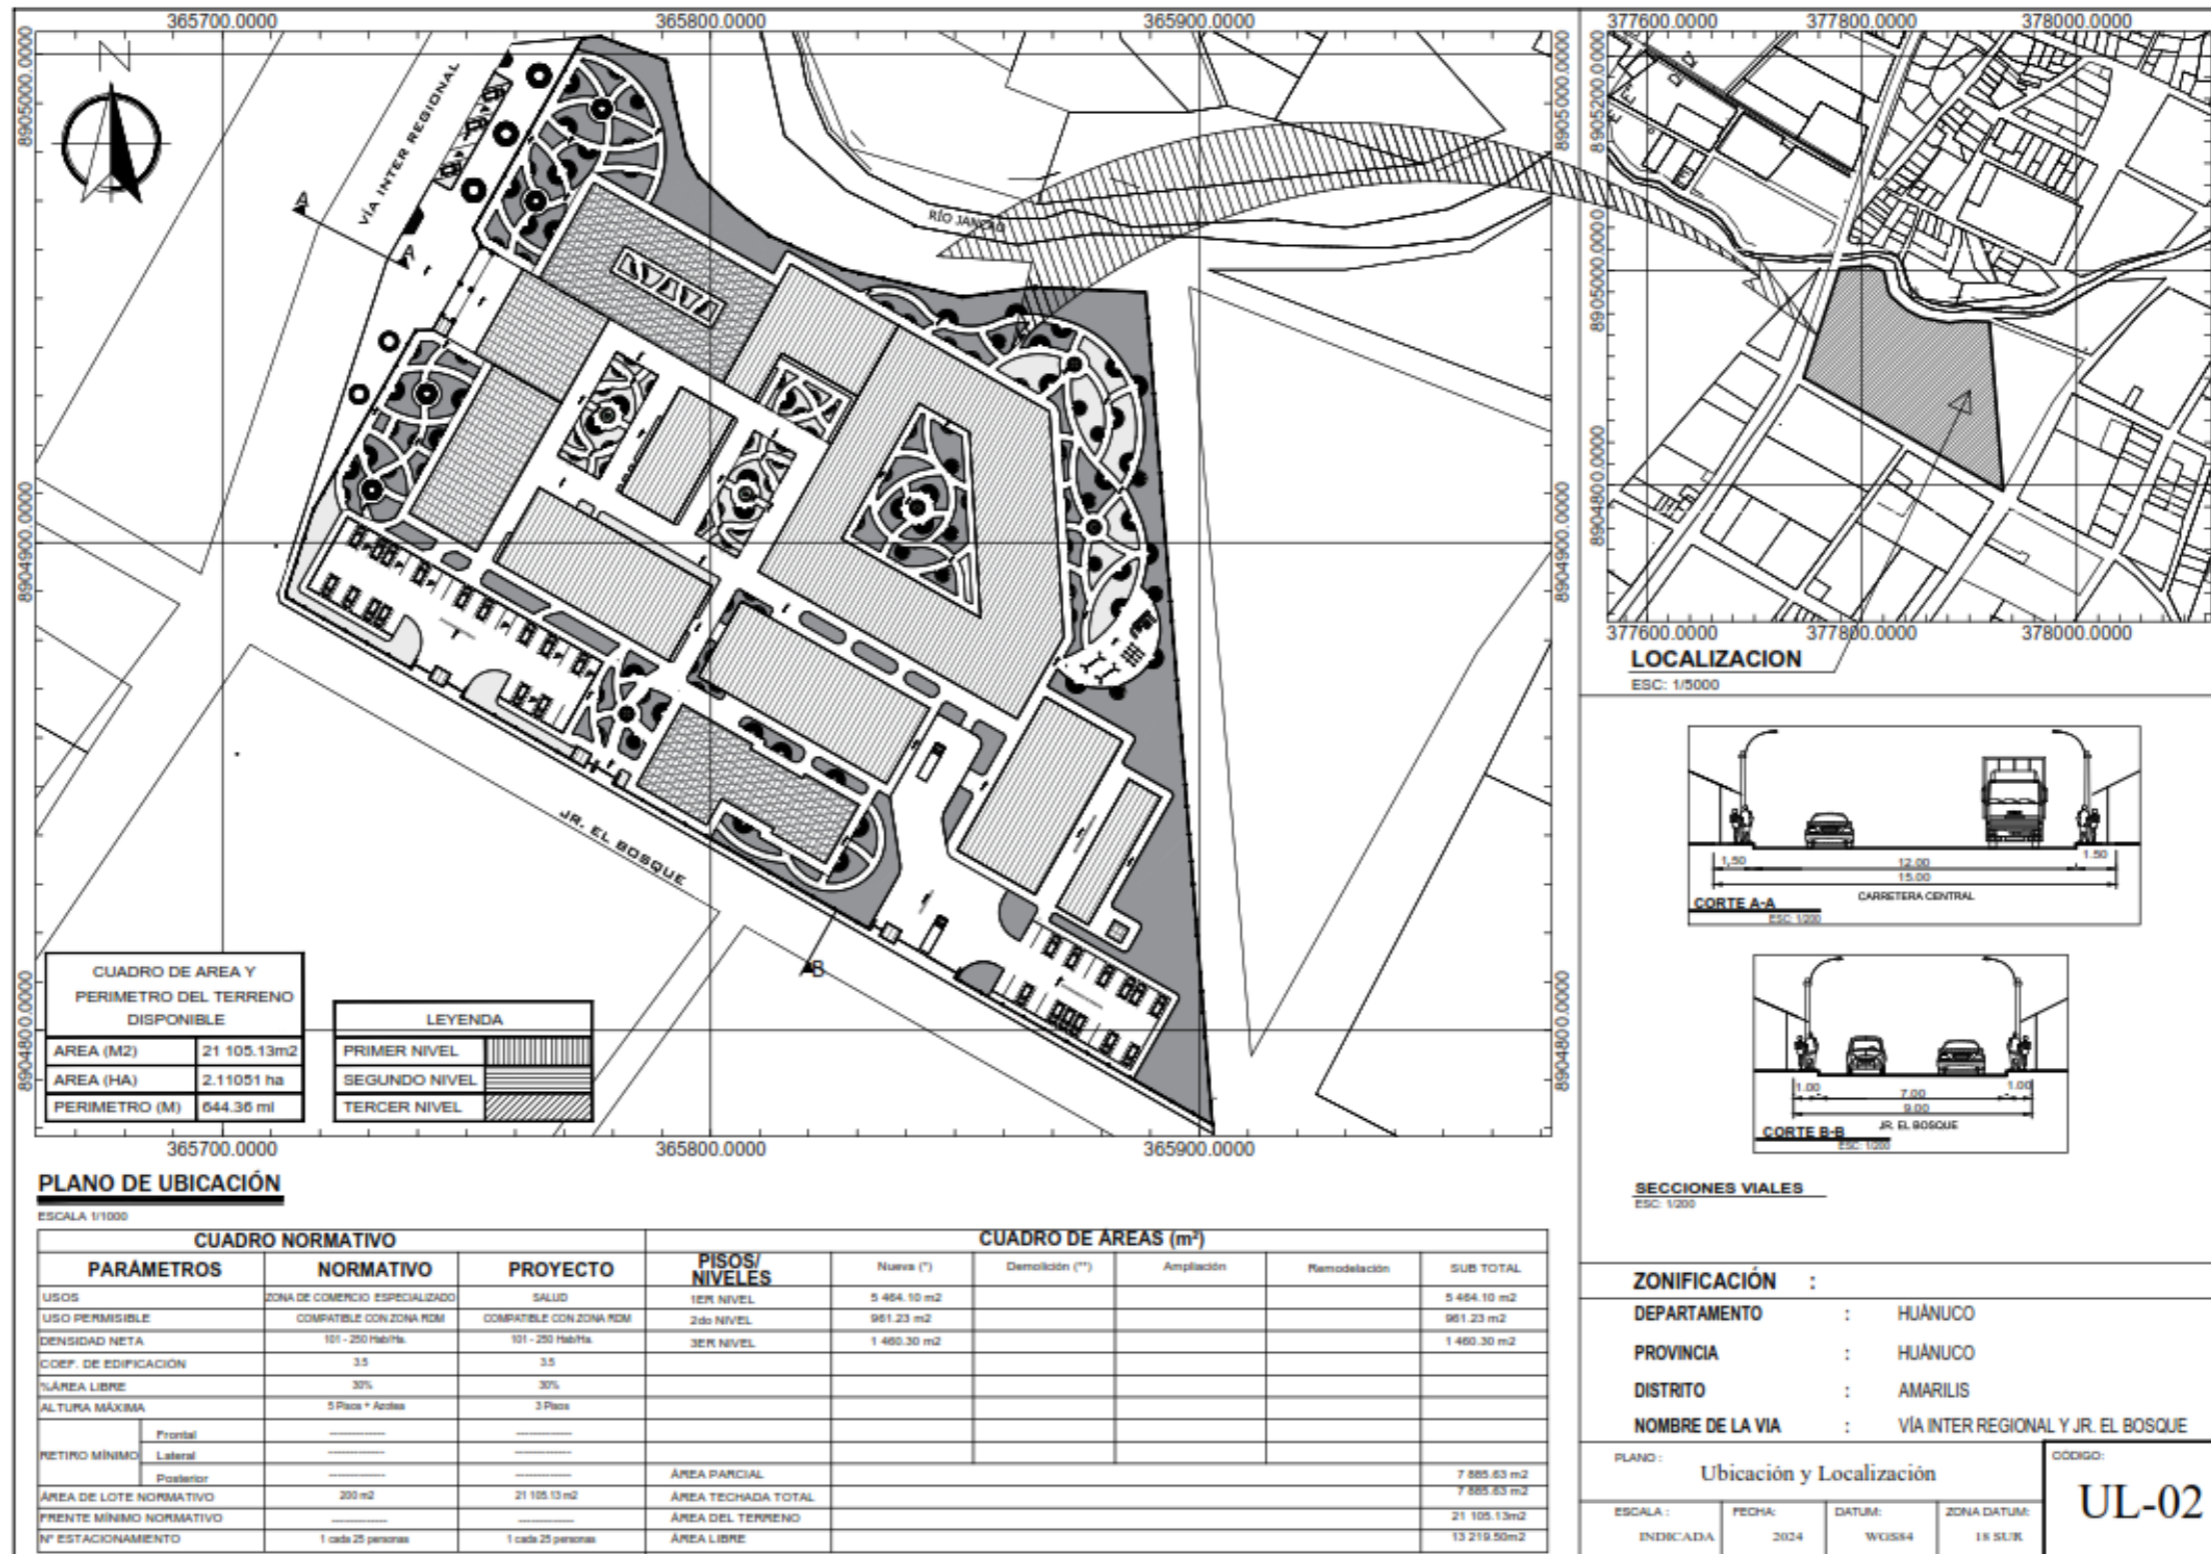 365700.0000 365800.0000 365900.0000
8905000.0000
8905000.0000
8904900.0000
8904900.0000
8904800.0000
8904800.0000
N
VÍA INTER REGIONAL
A
A
JR. EL BOSQUE
B
CUADRO DE AREA Y
PERIMETRO DEL TERRENO
DISPONIBLE
AREA (M2) 21 105.13m2
AREA (HA) 2.11051 ha
PERIMETRO (M) 644.36 ml
LEYENDA
PRIMER NIVEL
SEGUNDO NIVEL
TERCER NIVEL
365700.0000 365800.0000 365900.0000
PLANO DE UBICACIÓN
ESCALA 1/1000
377600.0000 377800.0000 378000.0000
8905200.0000
8905000.0000
8904800.0000
377600.0000 377800.0000 378000.0000
LOCALIZACION
ESC: 1/5000
1.50 12.00 1.50
15.00
CARRETERA CENTRAL
CORTE A-A
ESC: 1/200
1.00 7.00 1.00
9.00
JR. EL BOSQUE
CORTE B-B
ESC: 1/200
SECCIONES VIALES
ESC: 1/200
CUADRO NORMATIVO CUADRO DE ÁREAS (m²)
PARÁMETROS NORMATIVO PROYECTO PISOS/ NIVELES Nueva (*) Demolición (**) Ampliación Remodelación SUB TOTAL
USOS ZONA DE COMERCIO ESPECIALIZADO SALUD 1ER NIVEL 5 464.10 m2 5 464.10 m2
USO PERMISIBLE COMPATIBLE CON ZONA RDM COMPATIBLE CON ZONA RDM 2do NIVEL 961.23 m2 961.23 m2
DENSIDAD NETA 101 - 250 Hab/Ha. 101 - 250 Hab/Ha. 3ER NIVEL 1 460.30 m2 1 460.30 m2
COEF. DE EDIFICACIÓN 3.5 3.5
%ÁREA LIBRE 30% 30%
ALTURA MÁXIMA 5 Pisos + Azotea 3 Pisos
RETIRO MÍNIMO Frontal ------------ ------------
Lateral ------------ ------------
Posterior ------------ ------------ ÁREA PARCIAL 7 885.63 m2
ÁREA DE LOTE NORMATIVO 200 m2 21 105.13 m2 ÁREA TECHADA TOTAL 7 885.63 m2
FRENTE MÍNIMO NORMATIVO ------------ ------------ ÁREA DEL TERRENO 21 105.13m2
N° ESTACIONAMIENTO 1 cada 25 personas 1 cada 25 personas ÁREA LIBRE 13 219.50m2
ZONIFICACIÓN :
DEPARTAMENTO : HUÁNUCO
PROVINCIA : HUÁNUCO
DISTRITO : AMARILIS
NOMBRE DE LA VIA : VÍA INTER REGIONAL Y JR. EL BOSQUE
PLANO :
Ubicación y Localización
CÓDIGO:
UL-02
ESCALA : INDICADA
FECHA: 2024
DATUM: WGS84
ZONA DATUM: 18 SUR